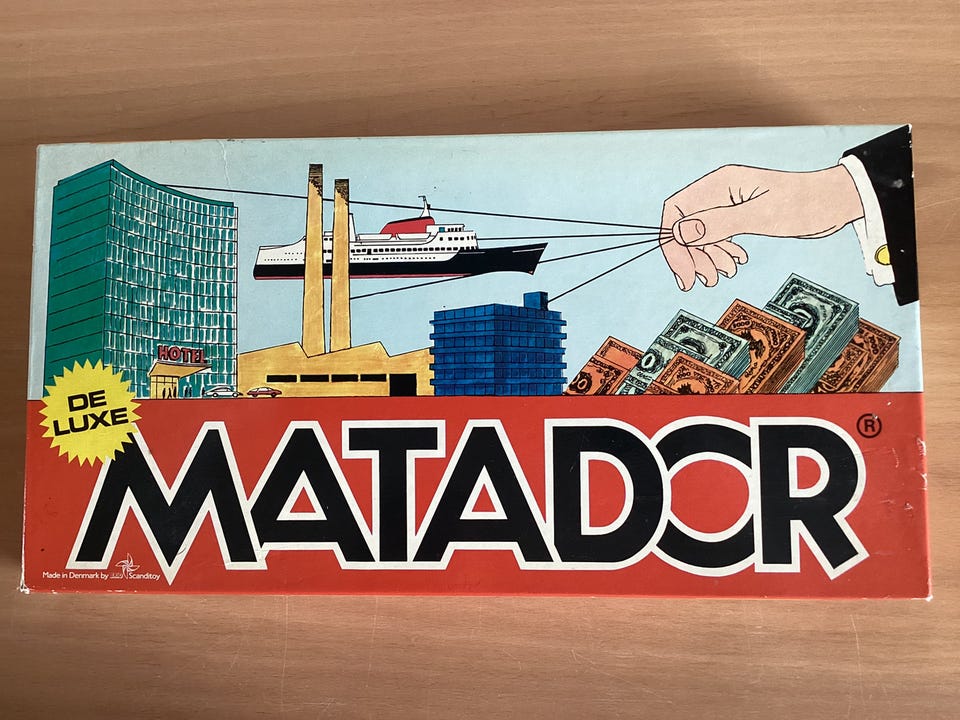 HOTEL
DE
LUXE
MATADOR®
Made in Denmark by Scanditoy